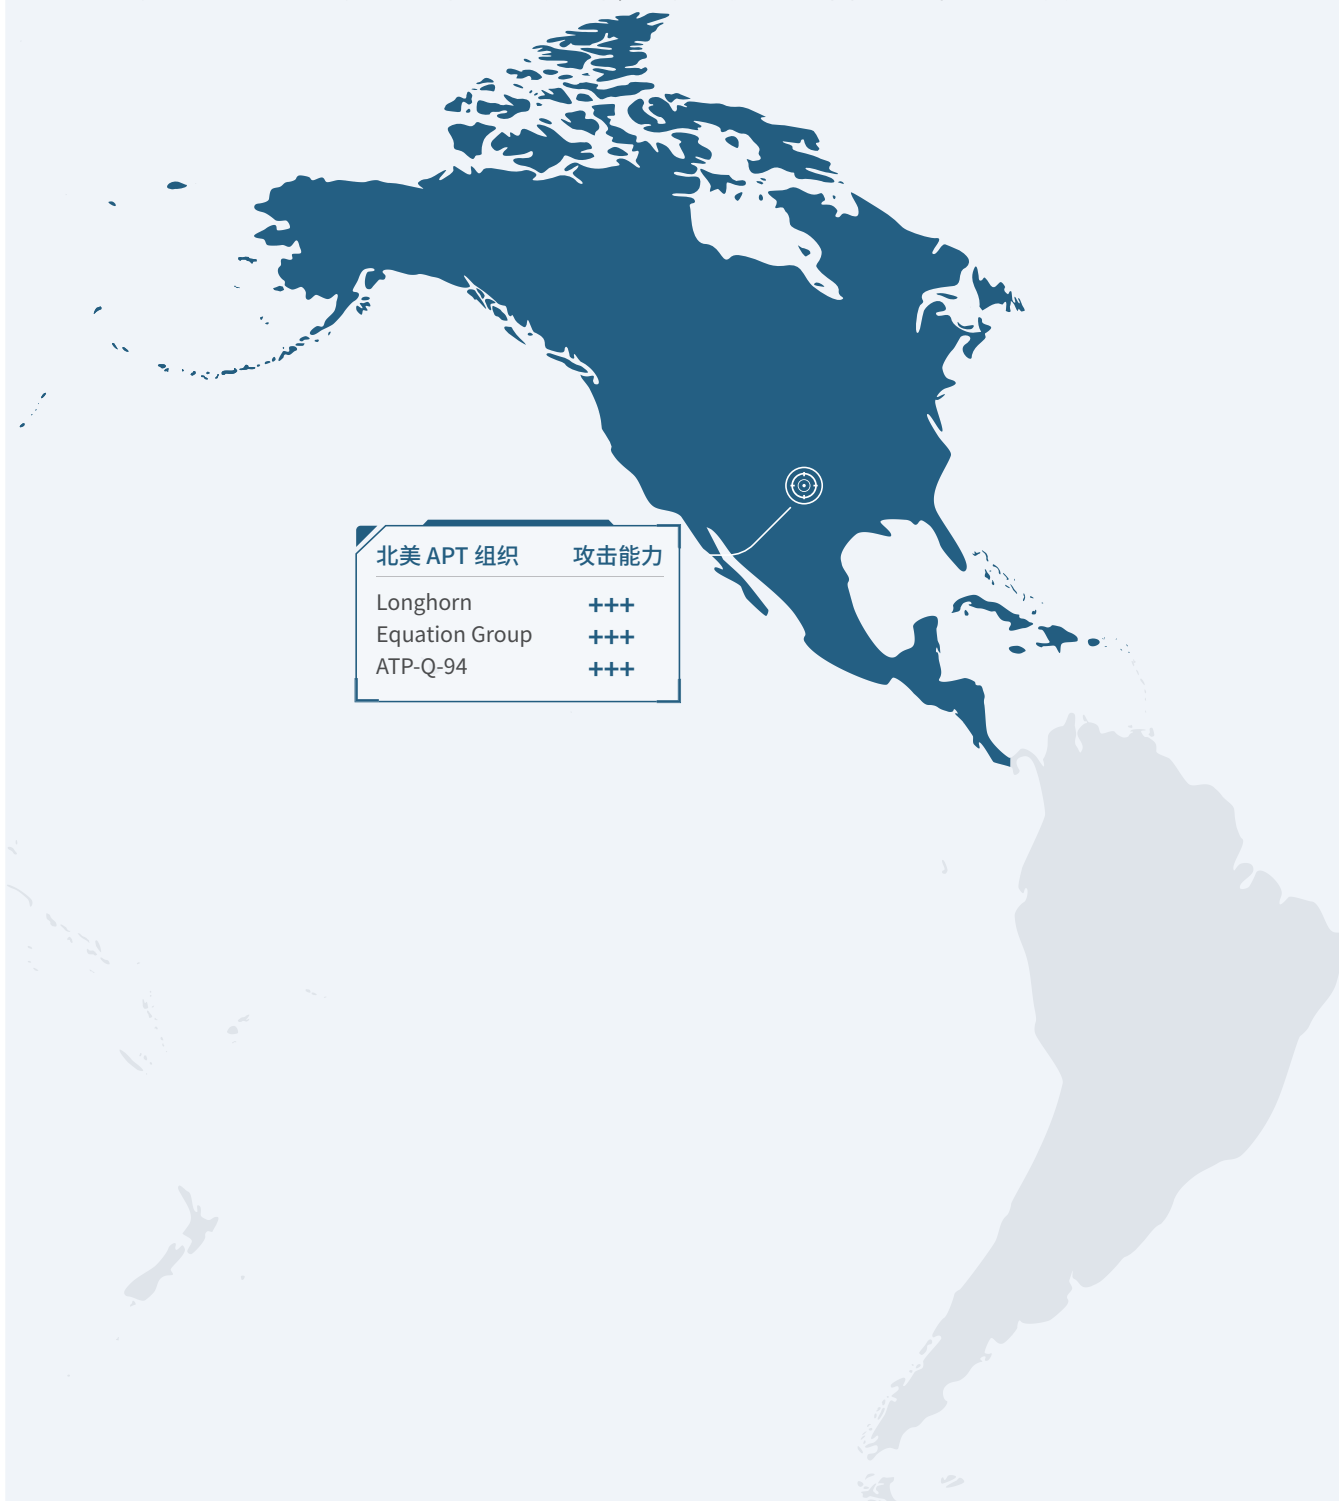 北美 APT 组织 攻击能力
Longhorn +++
Equation Group +++
ATP-Q-94 +++